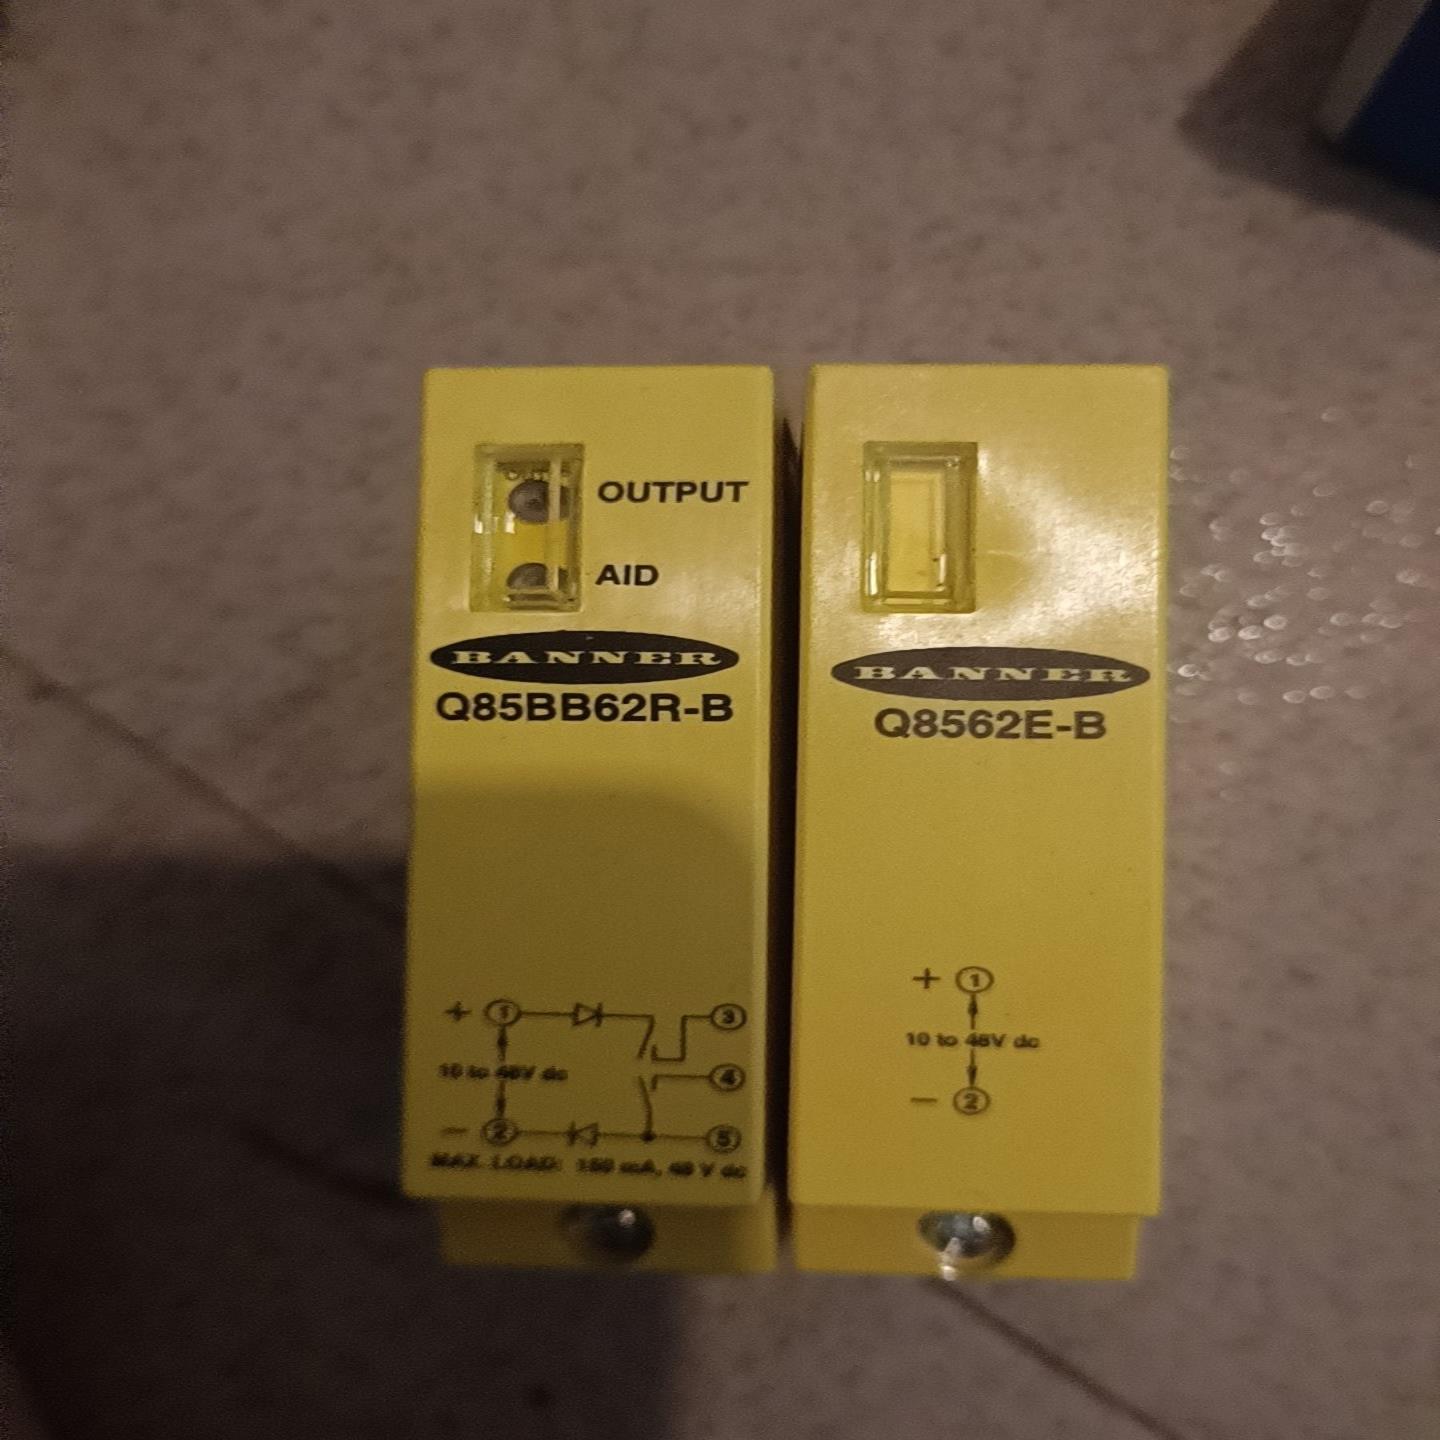 OUTPUT
AID
BANNER
Q85BB62R-B
+ 1 3
10 to 48V dc
4
- 2 5
MAX. LOAD: 150 mA, 48 V dc
BANNER
Q8562E-B
+ 1
10 to 48V dc
- 2